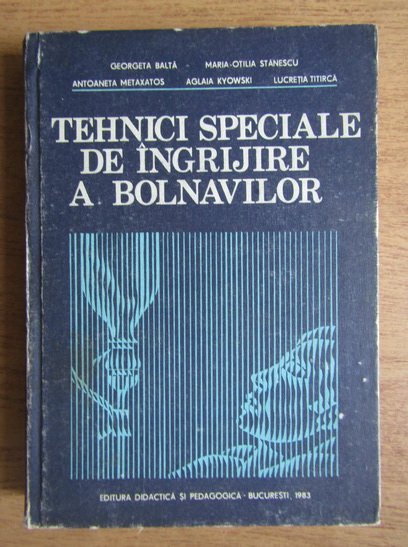 GEORGETA BALTĂ MARIA-OTILIA STĂNESCU
ANTOANETA METAXATOS AGLAIA KYOWSKI LUCREȚIA TITIRCĂ
TEHNICI SPECIALE
DE ÎNGRIJIRE
A BOLNAVILOR
EDITURA DIDACTICĂ ȘI PEDAGOGICĂ - BUCUREȘTI, 1983